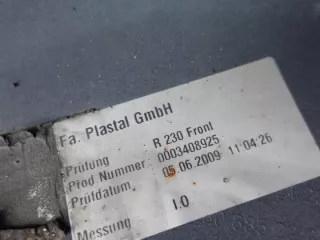 Fa. Plastal GmbH
Prüfung R 230 Front
Prod Nummer 0003408925
Prüfdatum 05.06.2009 11:04:26
Messung I.O